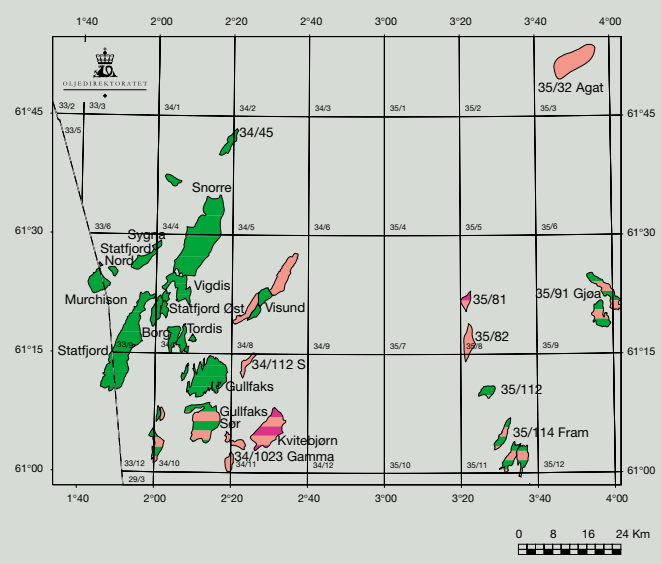 1°40 2°00 2°20 2°40 3°00 3°20 3°40 4°00
OLJEDIREKTORATET
35/32 Agat
61°45 33/2 33/3 34/1 34/2 34/3 35/1 35/2 35/3 61°45
33/5
34/45
Snorre
61°30 33/6 34/4 34/5 34/6 35/4 35/5 35/6 61°30
Sygna
Statfjord
Nord
Murchison
Vigdis
Statfjord Øst
Visund
35/81
35/91 Gjøa
Borg
Tordis
35/82
Statfjord
61°15 33/9 34/8 34/9 35/7 35/8 35/9 61°15
34/112 S
Gullfaks
35/112
Gullfaks
Sør
Kvitebjørn
35/114 Fram
34/1023 Gamma
61°00 33/12 34/10 34/11 34/12 35/10 35/11 35/12 61°00
29/3
1°40 2°00 2°20 2°40 3°00 3°20 3°40 4°00
0 8 16 24 Km